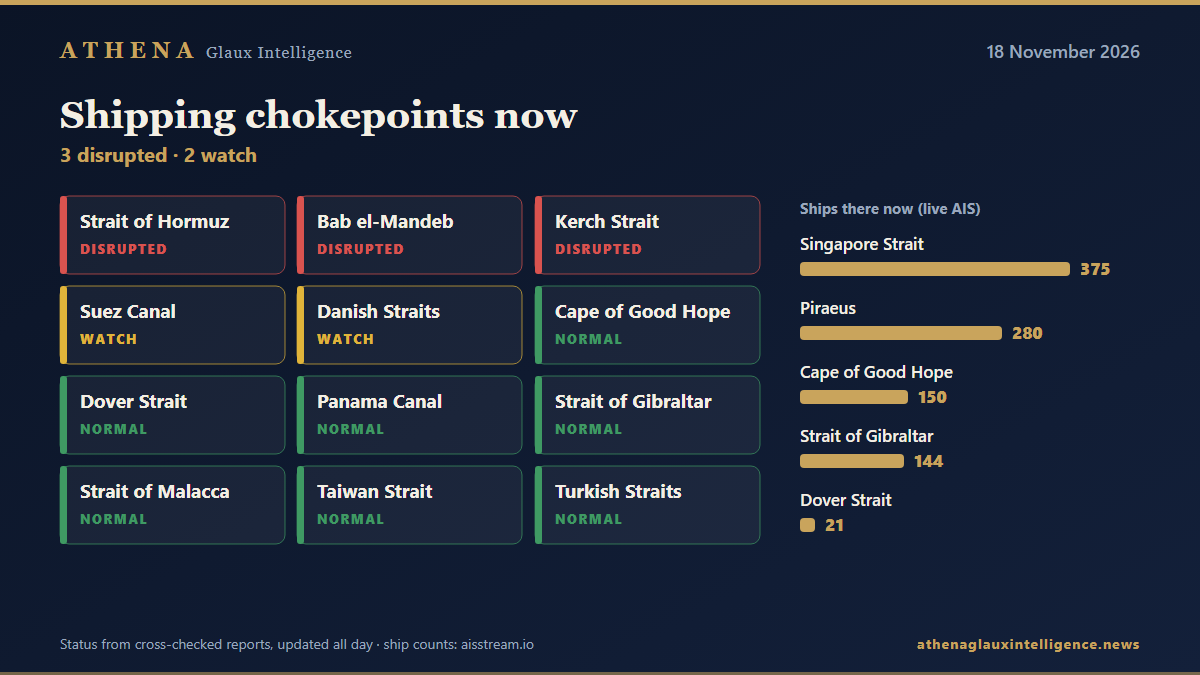 ATHENA Glaux Intelligence
18 November 2026
Shipping chokepoints now
3 disrupted · 2 watch
Strait of Hormuz
DISRUPTED
Bab el-Mandeb
DISRUPTED
Kerch Strait
DISRUPTED
Suez Canal
WATCH
Danish Straits
WATCH
Cape of Good Hope
NORMAL
Dover Strait
NORMAL
Panama Canal
NORMAL
Strait of Gibraltar
NORMAL
Strait of Malacca
NORMAL
Taiwan Strait
NORMAL
Turkish Straits
NORMAL
Ships there now (live AIS)
Singapore Strait
375
Piraeus
280
Cape of Good Hope
150
Strait of Gibraltar
144
Dover Strait
21
Status from cross-checked reports, updated all day · ship counts: aisstream.io
athenaglauxintelligence.news